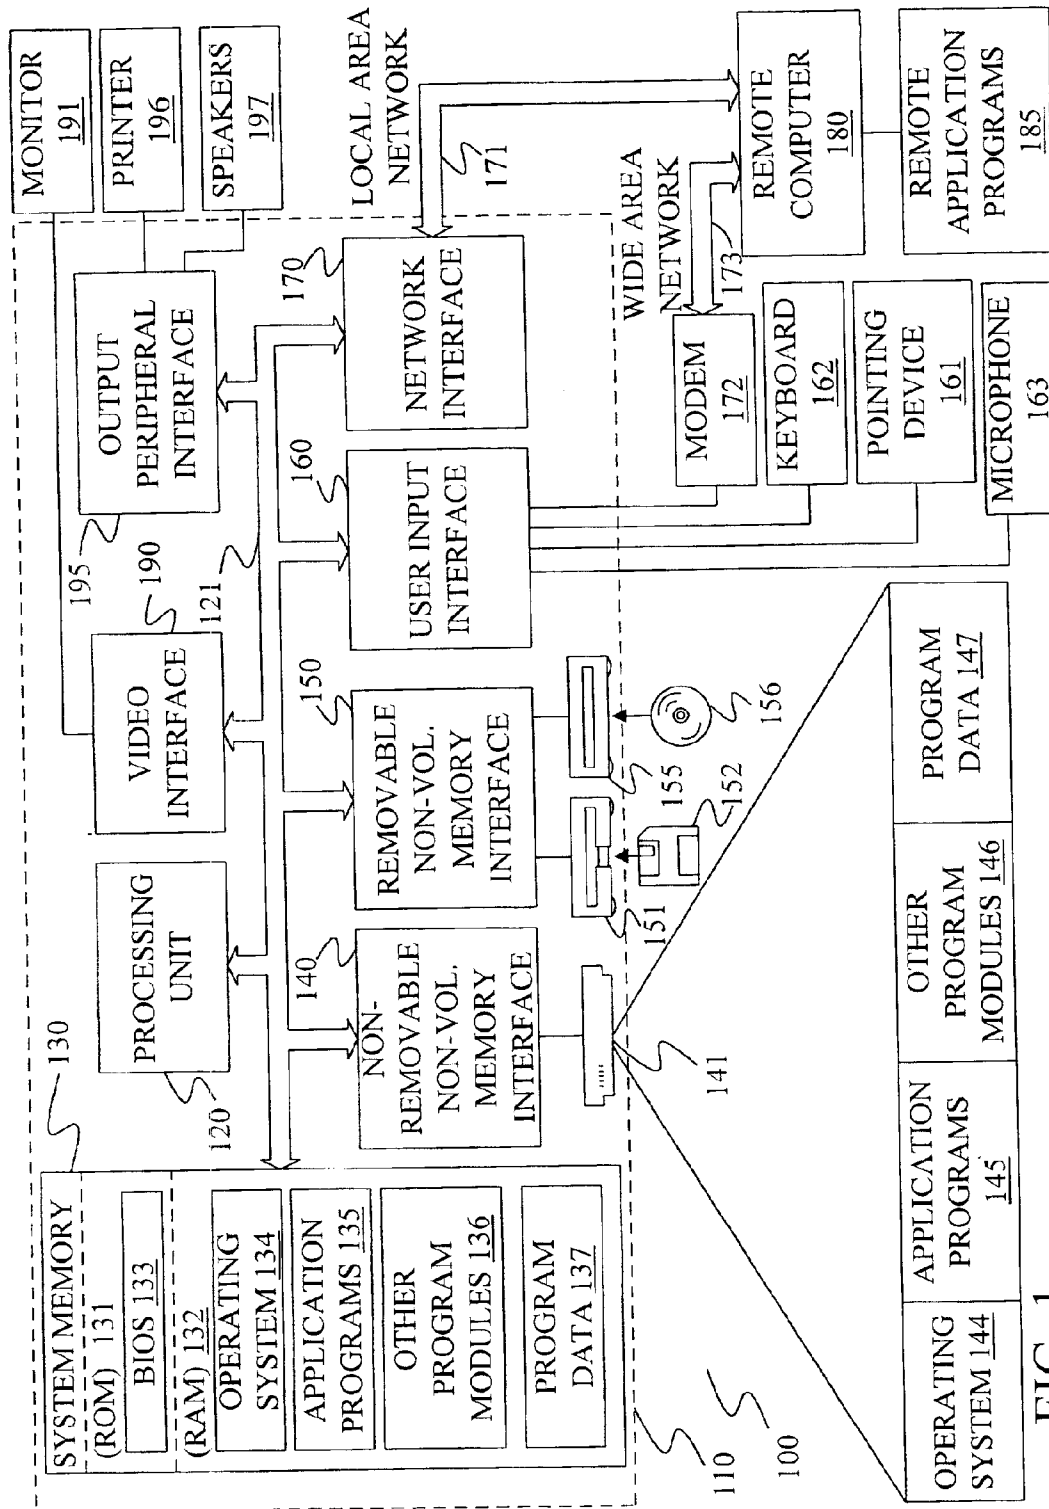 SYSTEM MEMORY
130
(ROM) 131
BIOS 133
(RAM) 132
OPERATING
SYSTEM 134
APPLICATION
PROGRAMS 135
OTHER
PROGRAM
MODULES 136
PROGRAM
DATA 137
110
100
PROCESSING
UNIT
120
VIDEO
INTERFACE
190
121
OUTPUT
PERIPHERAL
INTERFACE
195
MONITOR
191
PRINTER
196
SPEAKERS
197
NON-
REMOVABLE
NON-VOL.
MEMORY
INTERFACE
140
REMOVABLE
NON-VOL.
MEMORY
INTERFACE
150
USER INPUT
INTERFACE
160
NETWORK
INTERFACE
170
LOCAL AREA
NETWORK
171
WIDE AREA
NETWORK
173
141
151
152
155
156
MODEM
172
KEYBOARD
162
POINTING
DEVICE
161
MICROPHONE
163
REMOTE
COMPUTER
180
REMOTE
APPLICATION
PROGRAMS
185
OPERATING
SYSTEM 144
APPLICATION
PROGRAMS
145
OTHER
PROGRAM
MODULES 146
PROGRAM
DATA 147
FIG. 1